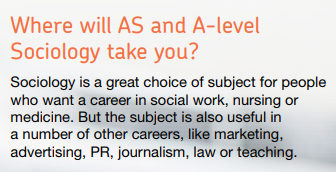 Where will AS and A-level
Sociology take you?
Sociology is a great choice of subject for people
who want a career in social work, nursing or
medicine. But the subject is also useful in
a number of other careers, like marketing,
advertising, PR, journalism, law or teaching.